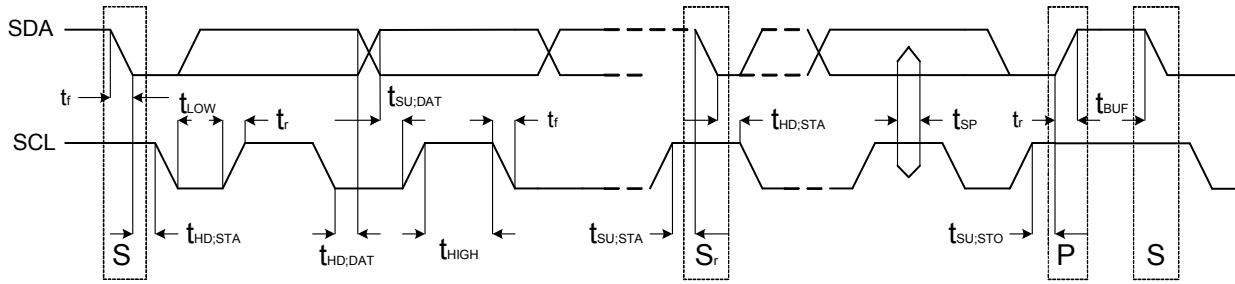 SDA
tf
tLOW
tr
tSU;DAT
tf
tHD;STA
tSP
tr
tBUF
SCL
tHD;STA
tHD;DAT
tHIGH
tSU;STA
tSU;STO
S
Sr
P
S